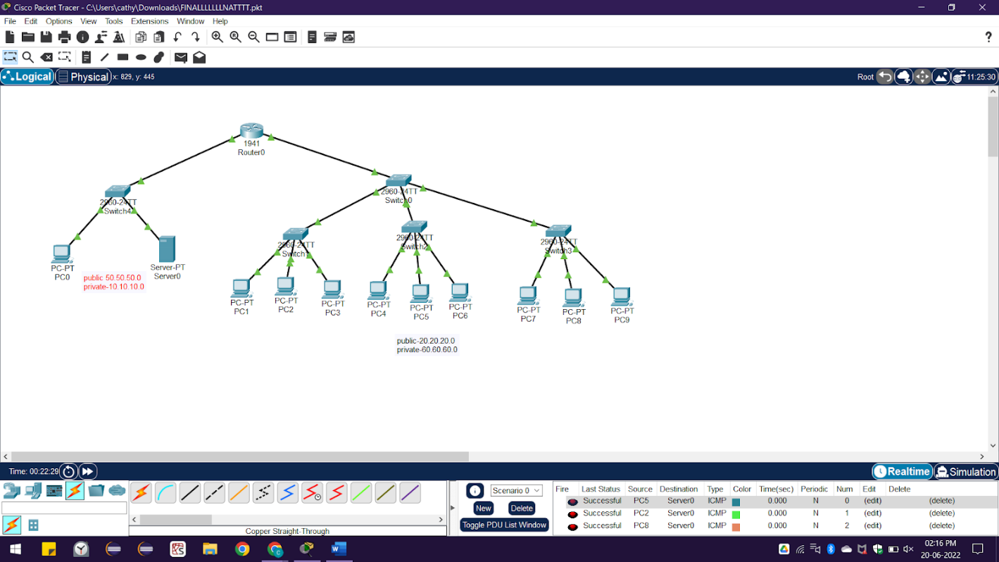 Cisco Packet Tracer - C:\Users\cathy\Downloads\FINALLLLLLLNATTTT.pkt
File Edit Options View Tools Extensions Window Help
?
Logical Physical x: 829, y: 445 Root 11:25:30
1941
Router0
2960-24TT
Switch4
2960-24TT
Switch0
2960-24TT
Switch
2960-24TT
Switch2
2960-24TT
Switch3
PC-PT
PC0
public 50.50.50.0
private-10.10.10.0
Server-PT
Server0
PC-PT
PC1
PC-PT
PC2
PC-PT
PC3
PC-PT
PC4
PC-PT
PC5
PC-PT
PC6
PC-PT
PC7
PC-PT
PC8
PC-PT
PC9
public-20.20.20.0
private-60.60.60.0
Time: 00:22:29 Realtime Simulation
Copper Straight-Through
Scenario 0
New Delete
Toggle PDU List Window
Fire Last Status Source Destination Type Color Time(sec) Periodic Num Edit Delete
Successful PC5 Server0 ICMP 0.000 N 0 (edit) (delete)
Successful PC2 Server0 ICMP 0.000 N 1 (edit) (delete)
Successful PC8 Server0 ICMP 0.000 N 2 (edit) (delete)
02:16 PM
20-06-2022